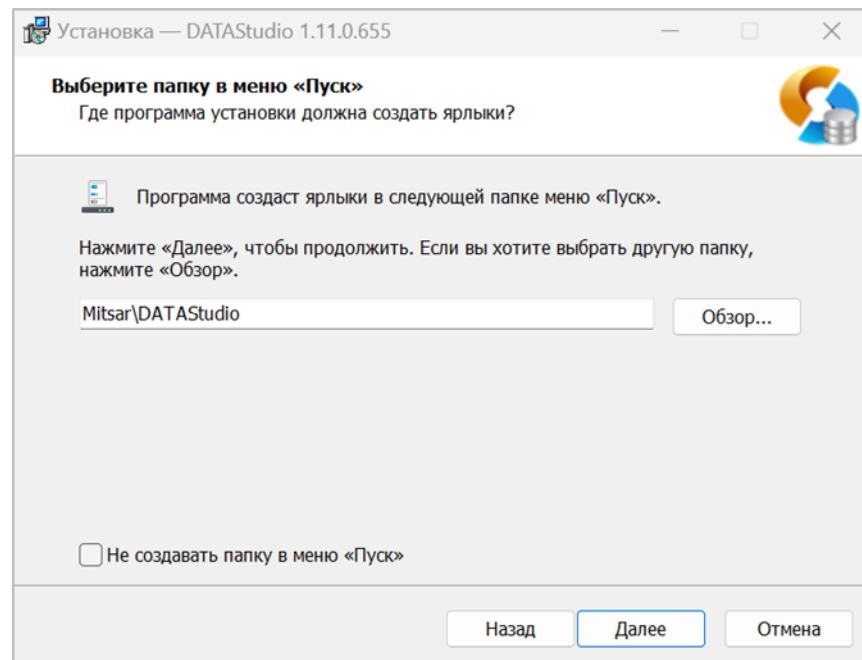 Установка — DATAStudio 1.11.0.655
Выберите папку в меню «Пуск»
Где программа установки должна создать ярлыки?
Программа создаст ярлыки в следующей папке меню «Пуск».
Нажмите «Далее», чтобы продолжить. Если вы хотите выбрать другую папку,
нажмите «Обзор».
Mitsar\DATAStudio
Обзор...
Не создавать папку в меню «Пуск»
Назад
Далее
Отмена